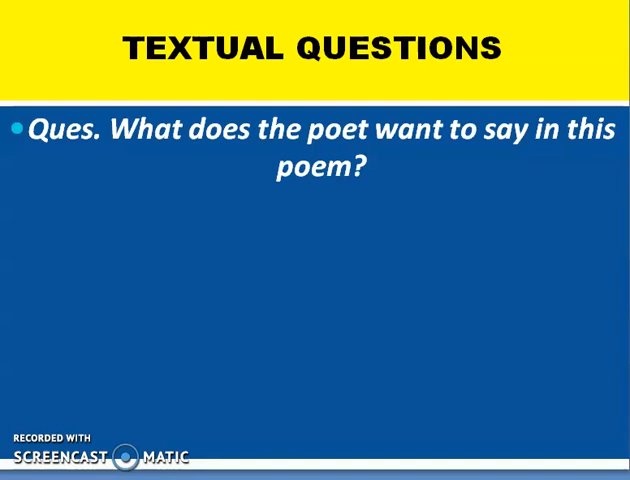 TEXTUAL QUESTIONS
• Ques. What does the poet want to say in this
poem?
RECORDED WITH
SCREENCAST MATIC